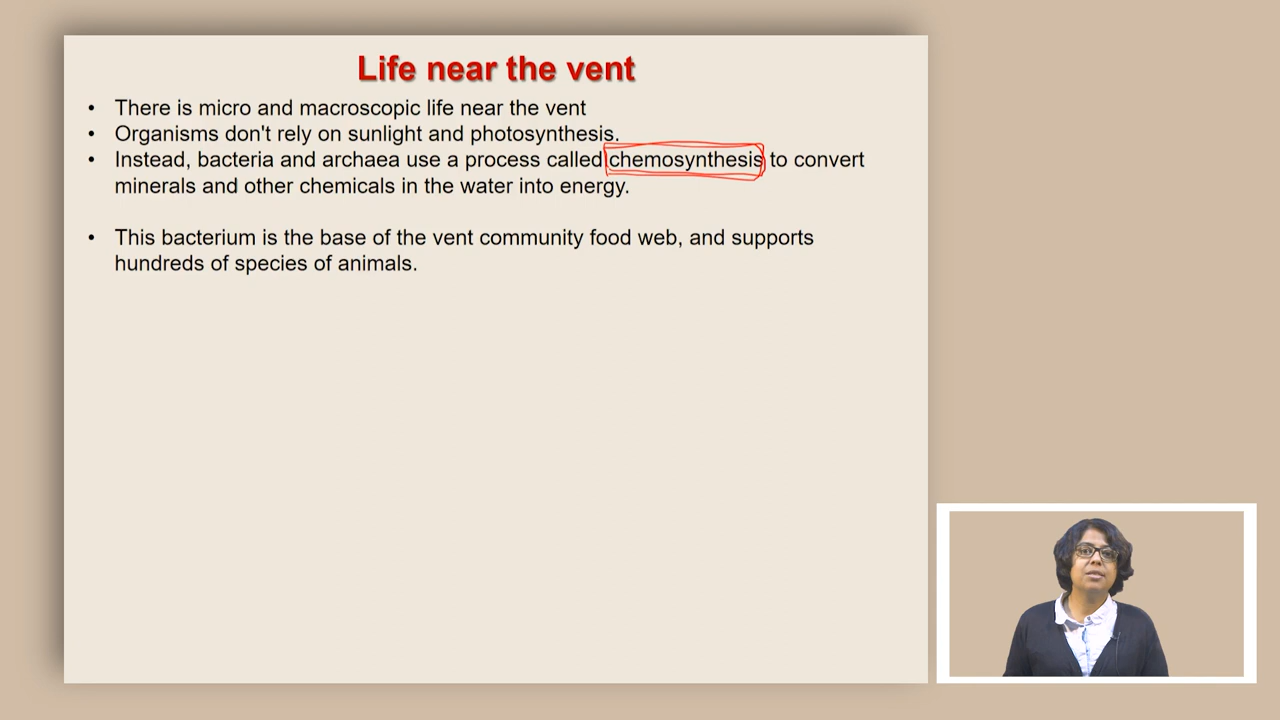 Life near the vent
• There is micro and macroscopic life near the vent
• Organisms don't rely on sunlight and photosynthesis.
• Instead, bacteria and archaea use a process called chemosynthesis to convert
minerals and other chemicals in the water into energy.
• This bacterium is the base of the vent community food web, and supports
hundreds of species of animals.